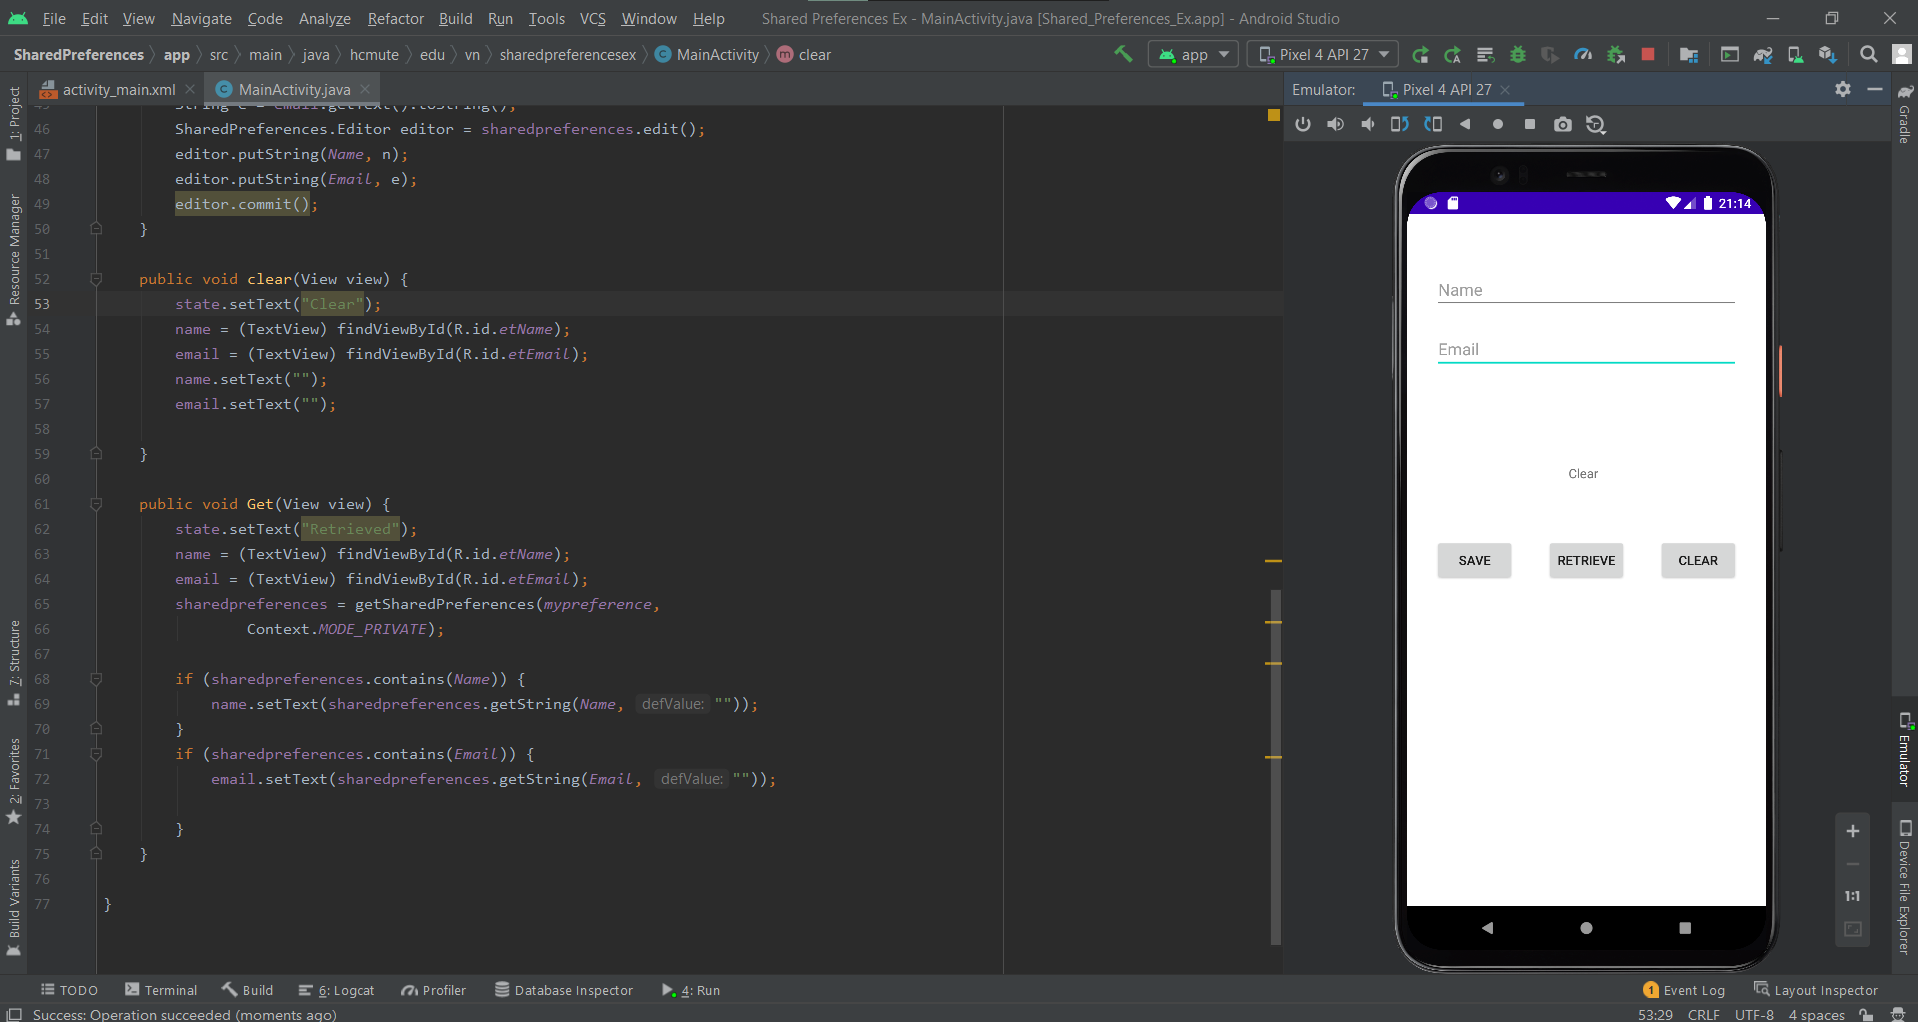 File Edit View Navigate Code Analyze Refactor Build Run Tools VCS Window Help Shared Preferences Ex - MainActivity.java [Shared_Preferences_Ex.app] - Android Studio
SharedPreferences app src main java hcmute edu vn sharedpreferencesex MainActivity clear app Pixel 4 API 27
activity_main.xml MainActivity.java
Emulator: Pixel 4 API 27
1: Project
Resource Manager
7: Structure
2: Favorites
Build Variants
45 String e = email.getText().toString();
46 SharedPreferences.Editor editor = sharedpreferences.edit();
47 editor.putString(Name, n);
48 editor.putString(Email, e);
49 editor.commit();
50 }
51
52 public void clear(View view) {
53 state.setText("Clear");
54 name = (TextView) findViewById(R.id.etName);
55 email = (TextView) findViewById(R.id.etEmail);
56 name.setText("");
57 email.setText("");
58
59 }
60
61 public void Get(View view) {
62 state.setText("Retrieved");
63 name = (TextView) findViewById(R.id.etName);
64 email = (TextView) findViewById(R.id.etEmail);
65 sharedpreferences = getSharedPreferences(mypreference,
66 Context.MODE_PRIVATE);
67
68 if (sharedpreferences.contains(Name)) {
69 name.setText(sharedpreferences.getString(Name, defValue: ""));
70 }
71 if (sharedpreferences.contains(Email)) {
72 email.setText(sharedpreferences.getString(Email, defValue: ""));
73
74 }
75 }
76
77 }
21:14
Name
Email
Clear
SAVE RETRIEVE CLEAR
1:1
Gradle
Emulator
Device File Explorer
TODO Terminal Build 6: Logcat Profiler Database Inspector 4: Run 1 Event Log Layout Inspector
Success: Operation succeeded (moments ago) 53:29 CRLF UTF-8 4 spaces